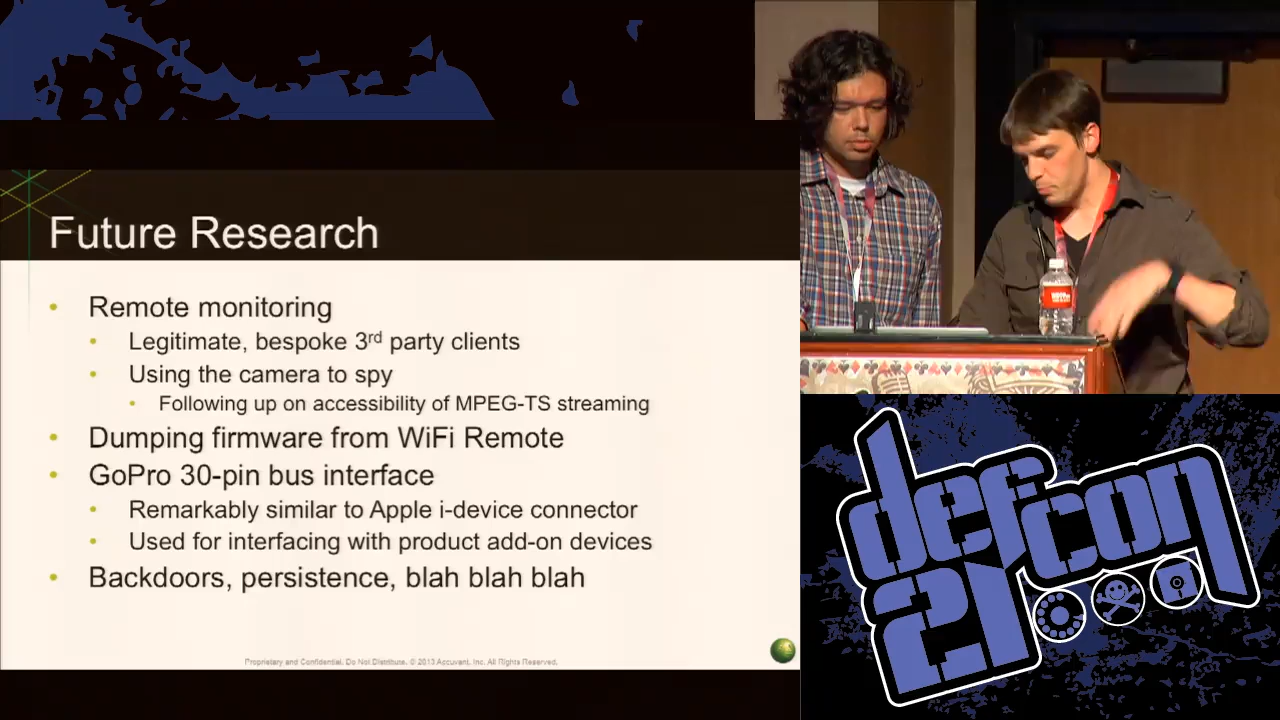 Future Research
• Remote monitoring
• Legitimate, bespoke 3rd party clients
• Using the camera to spy
• Following up on accessibility of MPEG-TS streaming
• Dumping firmware from WiFi Remote
• GoPro 30-pin bus interface
• Remarkably similar to Apple i-device connector
• Used for interfacing with product add-on devices
• Backdoors, persistence, blah blah blah
Proprietary and Confidential. Do Not Distribute. © 2013 Accuvant, Inc. All Rights Reserved.
defcon
21